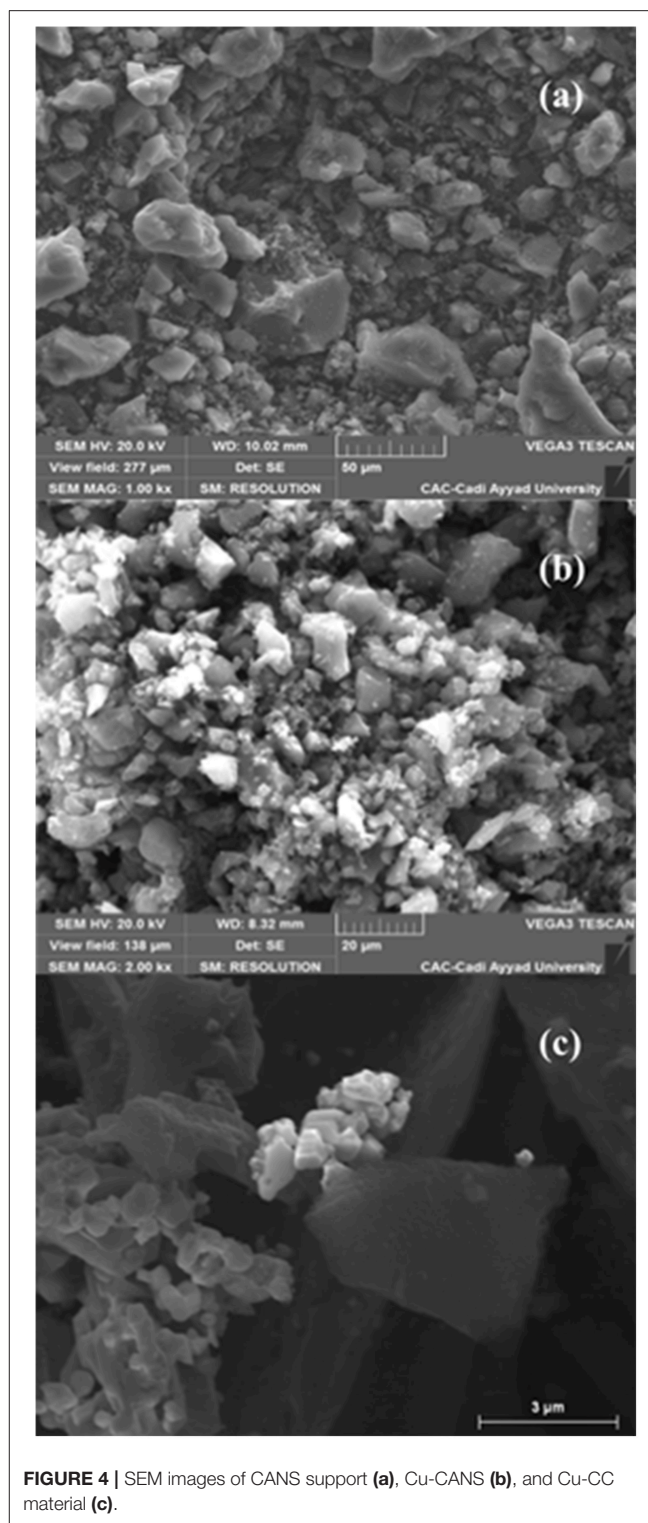 (a)
SEM HV: 20.0 kV WD: 10.02 mm VEGA3 TESCAN
View field: 277 µm Det: SE 50 µm
SEM MAG: 1.00 kx SM: RESOLUTION CAC-Cadi Ayyad University
(b)
SEM HV: 20.0 kV WD: 8.32 mm VEGA3 TESCAN
View field: 138 µm Det: SE 20 µm
SEM MAG: 2.00 kx SM: RESOLUTION CAC-Cadi Ayyad University
(c)
3 µm
FIGURE 4 | SEM images of CANS support (a), Cu-CANS (b), and Cu-CC
material (c).